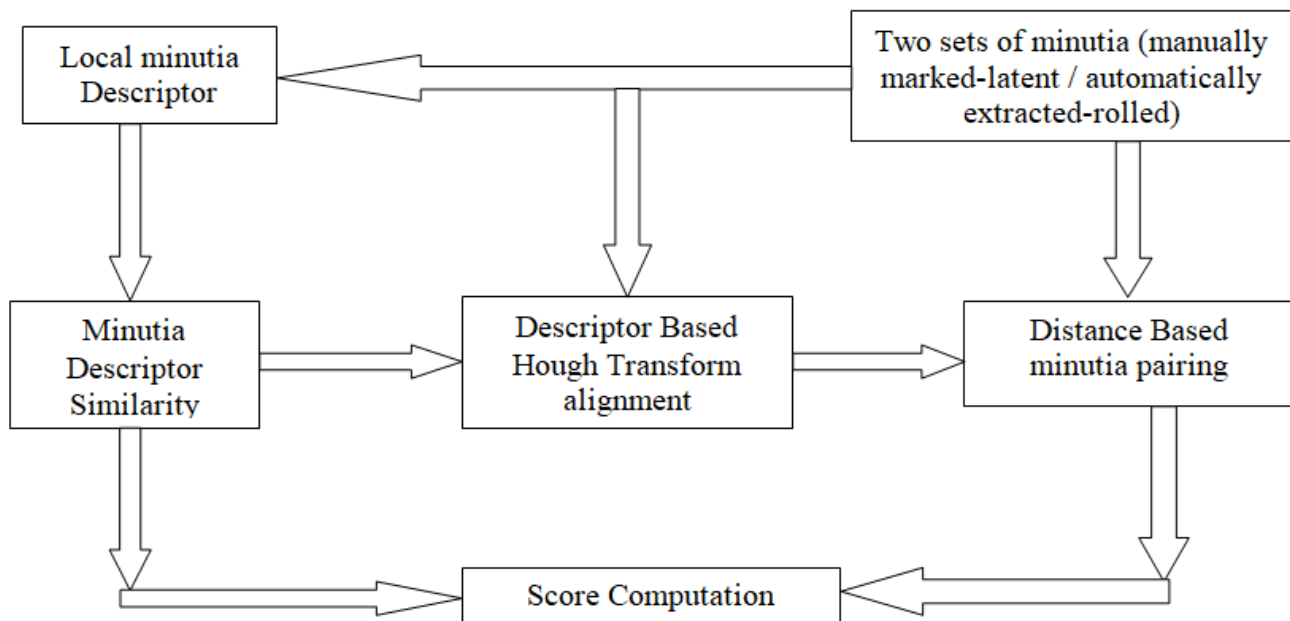 Local minutia
Descriptor
Two sets of minutia (manually
marked-latent / automatically
extracted-rolled)
Minutia
Descriptor
Similarity
Descriptor Based
Hough Transform
alignment
Distance Based
minutia pairing
Score Computation